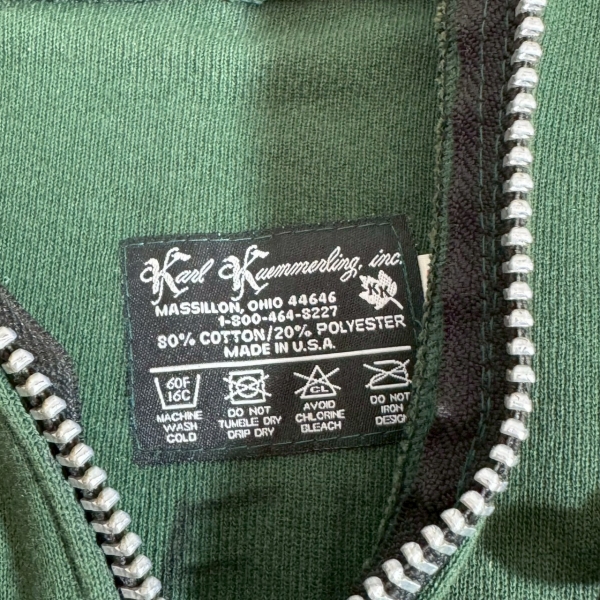 Karl Kuemmerling, inc.
KK
MASSILLON, OHIO 44646
1-800-464-8227
80% COTTON/20% POLYESTER
MADE IN U.S.A.
60F
16C
CL
MACHINE
WASH
COLD
DO NOT
TUMBLE DRY
DRIP DRY
AVOID
CHLORINE
BLEACH
DO NOT
IRON
DESIGN